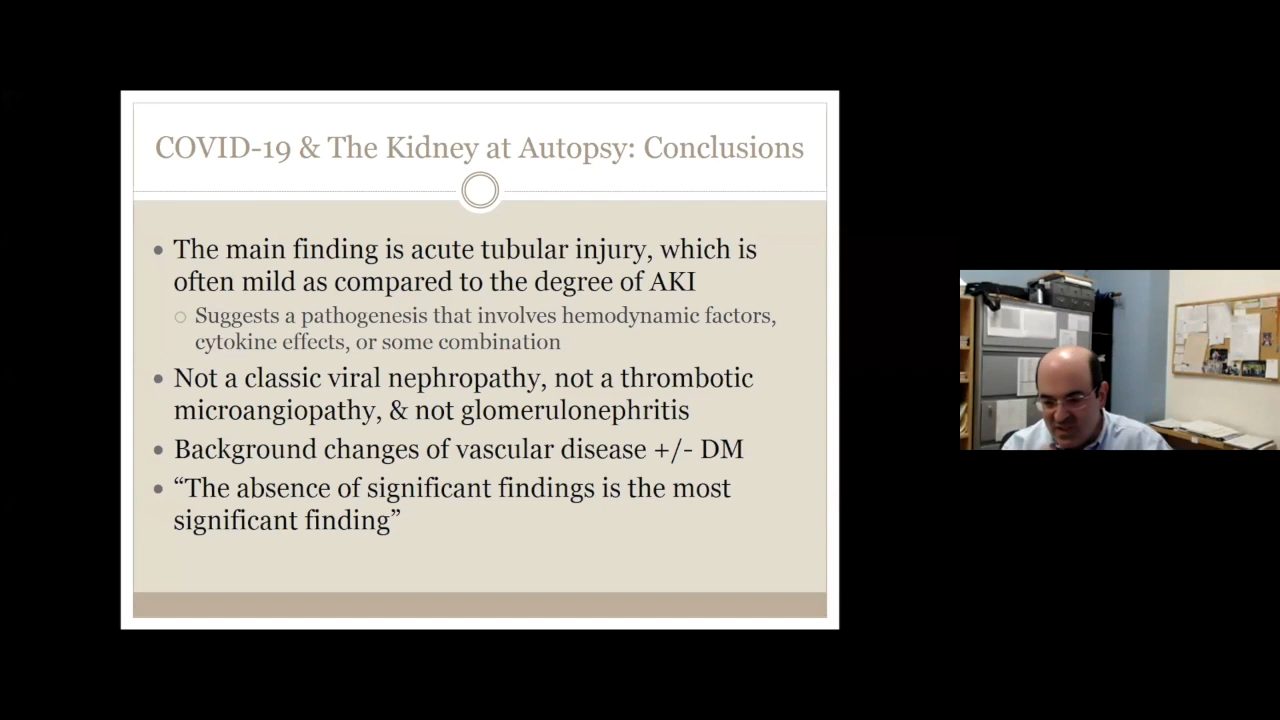 COVID-19 & The Kidney at Autopsy: Conclusions
The main finding is acute tubular injury, which is
often mild as compared to the degree of AKI
Suggests a pathogenesis that involves hemodynamic factors,
cytokine effects, or some combination
Not a classic viral nephropathy, not a thrombotic
microangiopathy, & not glomerulonephritis
Background changes of vascular disease +/- DM
“The absence of significant findings is the most
significant finding”